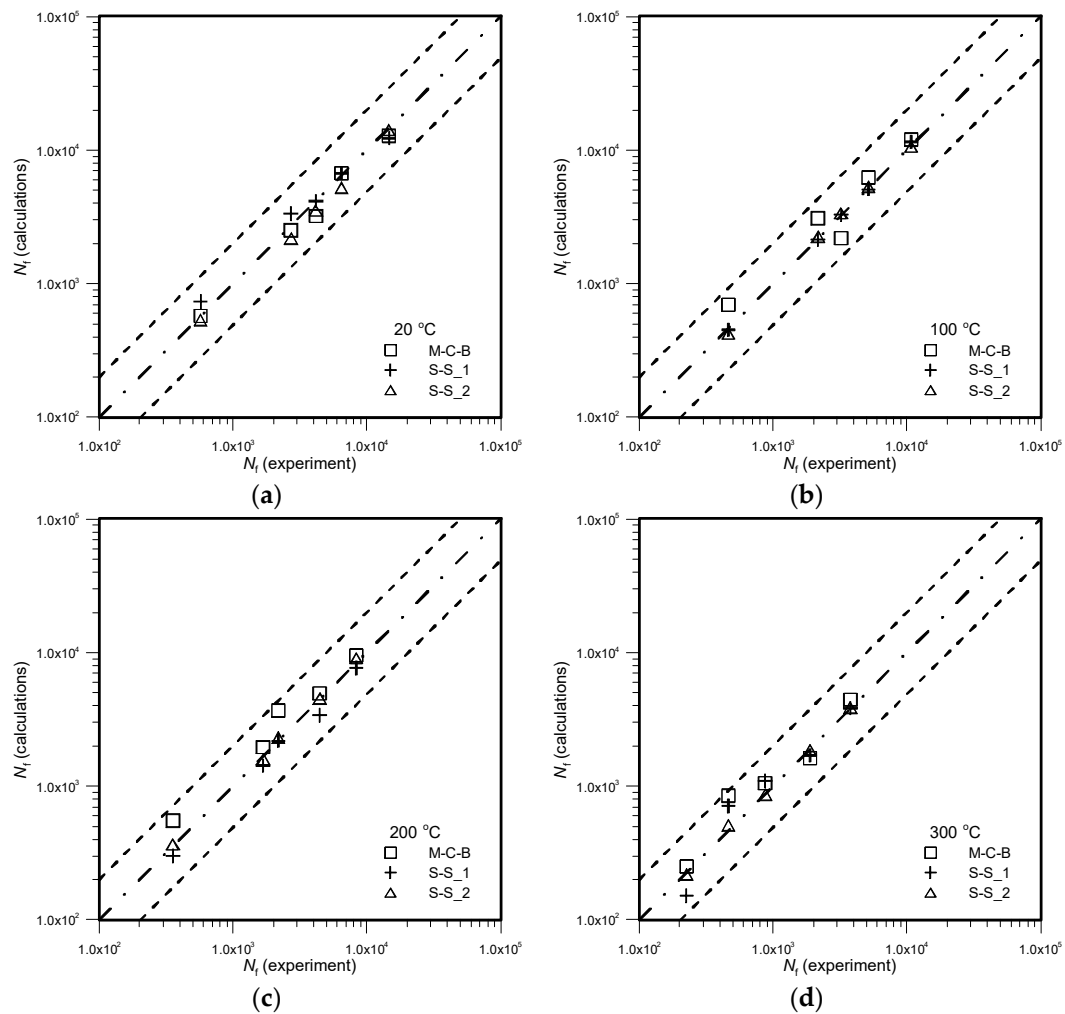 1.0x10⁵
1.0x10⁴
1.0x10³
1.0x10²
N_f (calculations)
20 °C
M-C-B
S-S_1
S-S_2
1.0x10² 1.0x10³ 1.0x10⁴ 1.0x10⁵
N_f (experiment)
(a)
1.0x10⁵
1.0x10⁴
1.0x10³
1.0x10²
N_f (calculations)
100 °C
M-C-B
S-S_1
S-S_2
1.0x10² 1.0x10³ 1.0x10⁴ 1.0x10⁵
N_f (experiment)
(b)
1.0x10⁵
1.0x10⁴
1.0x10³
1.0x10²
N_f (calculations)
200 °C
M-C-B
S-S_1
S-S_2
1.0x10² 1.0x10³ 1.0x10⁴ 1.0x10⁵
N_f (experiment)
(c)
1.0x10⁵
1.0x10⁴
1.0x10³
1.0x10²
N_f (calculations)
300 °C
M-C-B
S-S_1
S-S_2
1.0x10² 1.0x10³ 1.0x10⁴ 1.0x10⁵
N_f (experiment)
(d)